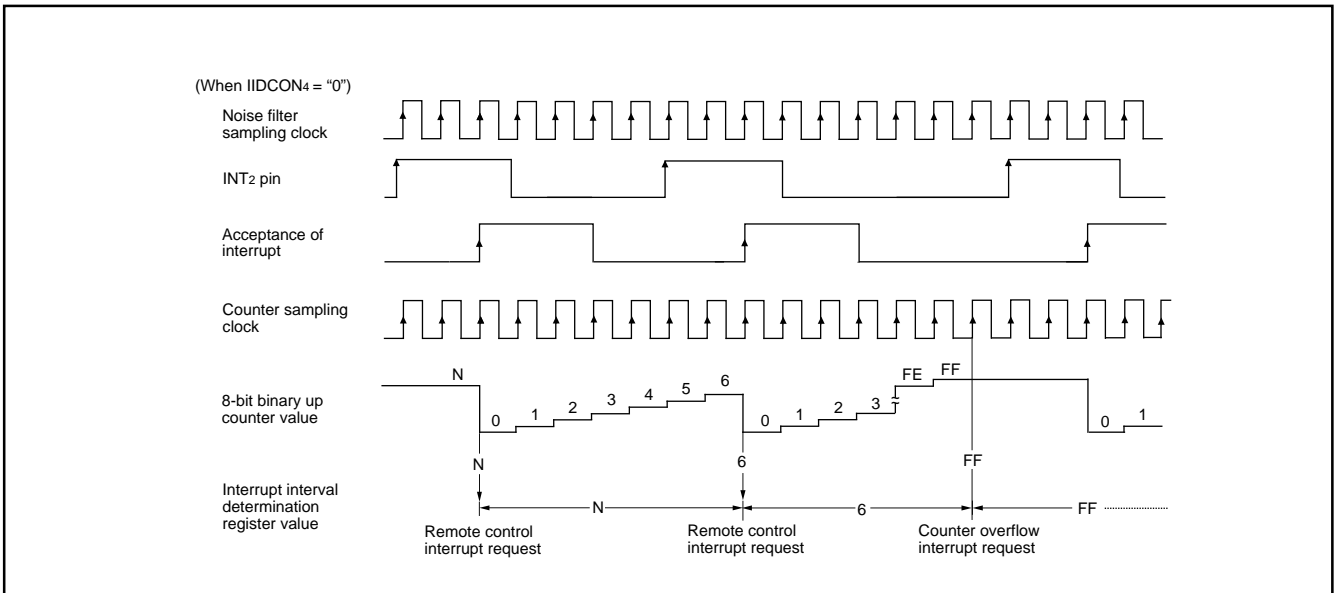 (When IIDCON4 = “0”)
Noise filter
sampling clock
INT2 pin
Acceptance of
interrupt
Counter sampling
clock
8-bit binary up
counter value
N
0
1
2
3
4
5
6
0
1
2
3
FE
FF
0
1
N
6
FF
Interrupt interval
determination
register value
N
6
FF
Remote control
interrupt request
Remote control
interrupt request
Counter overflow
interrupt request